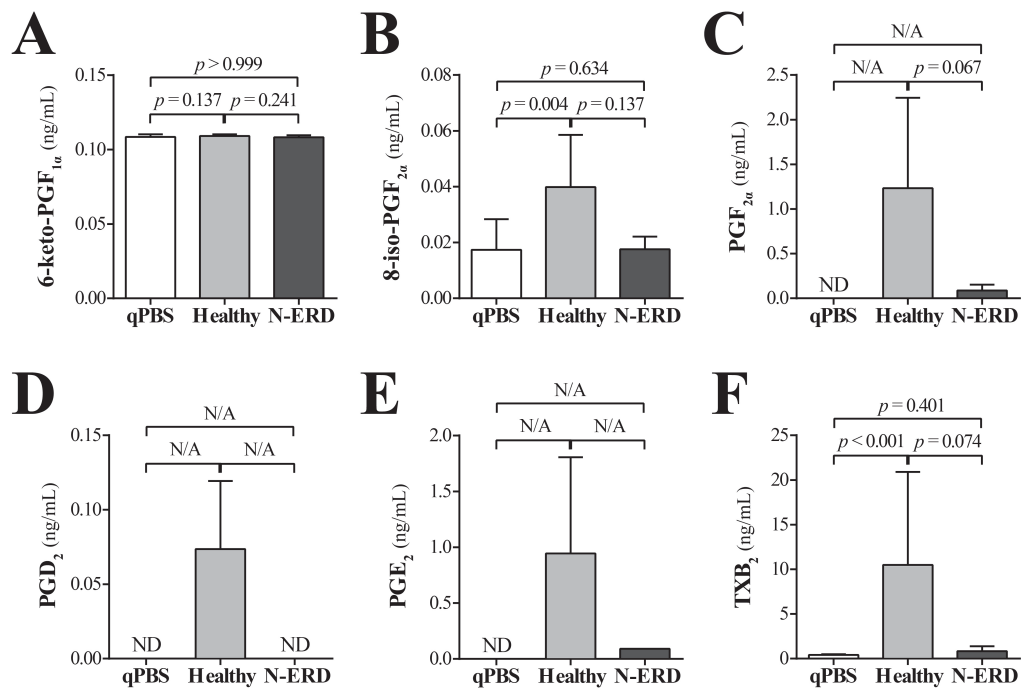 A
6-keto-PGF1α (ng/mL)
p > 0.999
p = 0.137 p = 0.241
0.15
0.10
0.05
0.00
qPBS Healthy N-ERD
B
8-iso-PGF2α (ng/mL)
p = 0.634
p = 0.004 p = 0.137
0.08
0.06
0.04
0.02
0.00
qPBS Healthy N-ERD
C
PGF2α (ng/mL)
N/A
N/A p = 0.067
2.5
2.0
1.5
1.0
0.5
0.0
ND
qPBS Healthy N-ERD
D
PGD2 (ng/mL)
N/A
N/A N/A
0.15
0.10
0.05
0.00
ND ND
qPBS Healthy N-ERD
E
PGE2 (ng/mL)
N/A
N/A N/A
2.0
1.5
1.0
0.5
0.0
ND
qPBS Healthy N-ERD
F
TXB2 (ng/mL)
p = 0.401
p < 0.001 p = 0.074
25
20
15
10
5
0
qPBS Healthy N-ERD